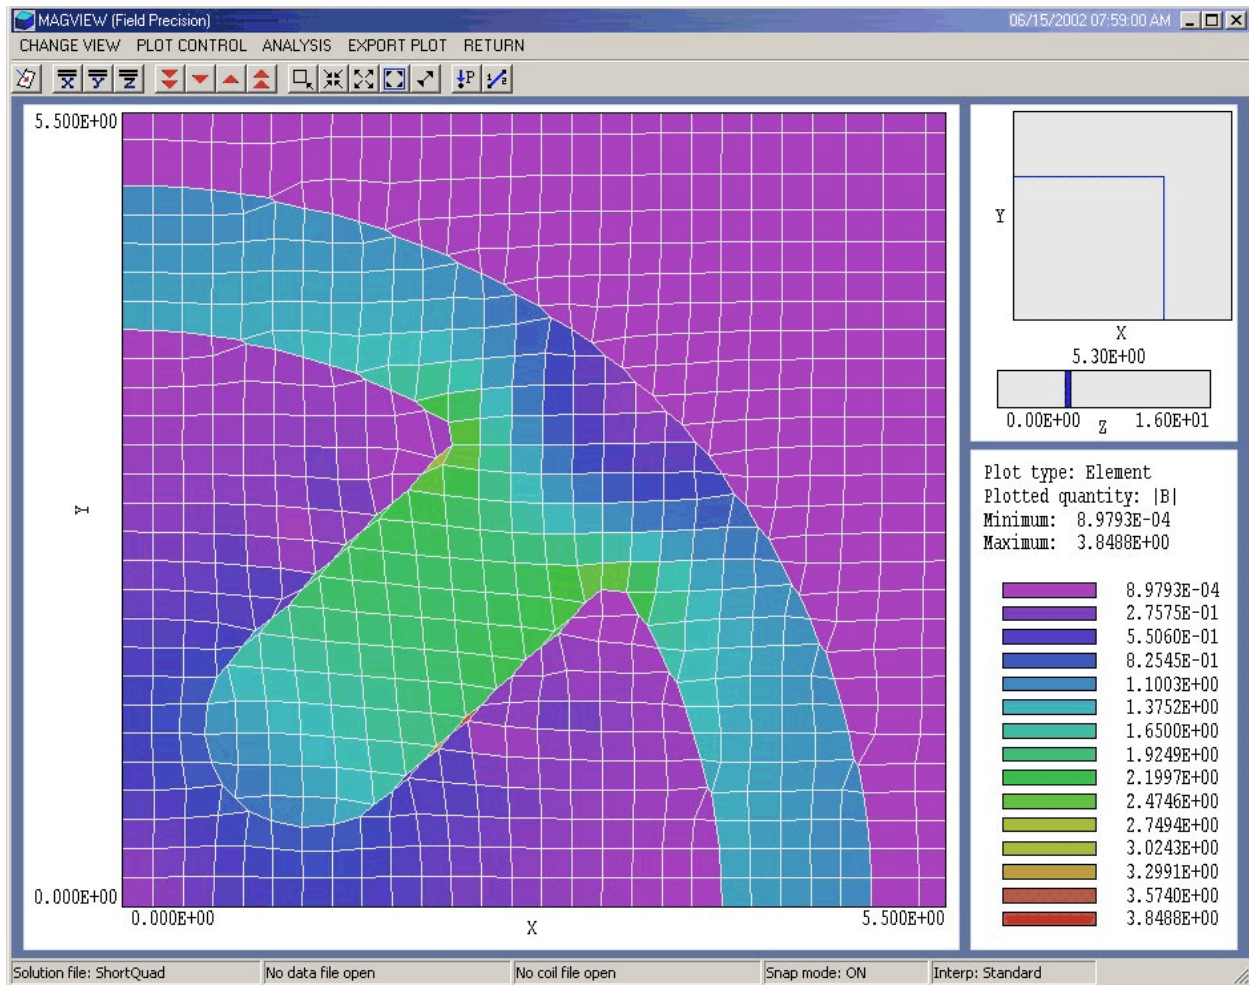 MAGVIEW (Field Precision) 06/15/2002 07:59:00 AM
CHANGE VIEW PLOT CONTROL ANALYSIS EXPORT PLOT RETURN
X Y Z P 1/2
5.500E+00
Y
0.000E+00
0.000E+00 X 5.500E+00
Y
X
5.30E+00
0.00E+00 Z 1.60E+01
Plot type: Element
Plotted quantity: |B|
Minimum: 8.9793E-04
Maximum: 3.8488E+00
8.9793E-04
2.7575E-01
5.5060E-01
8.2545E-01
1.1003E+00
1.3752E+00
1.6500E+00
1.9249E+00
2.1997E+00
2.4746E+00
2.7494E+00
3.0243E+00
3.2991E+00
3.5740E+00
3.8488E+00
Solution file: ShortQuad No data file open No coil file open Snap mode: ON Interp: Standard